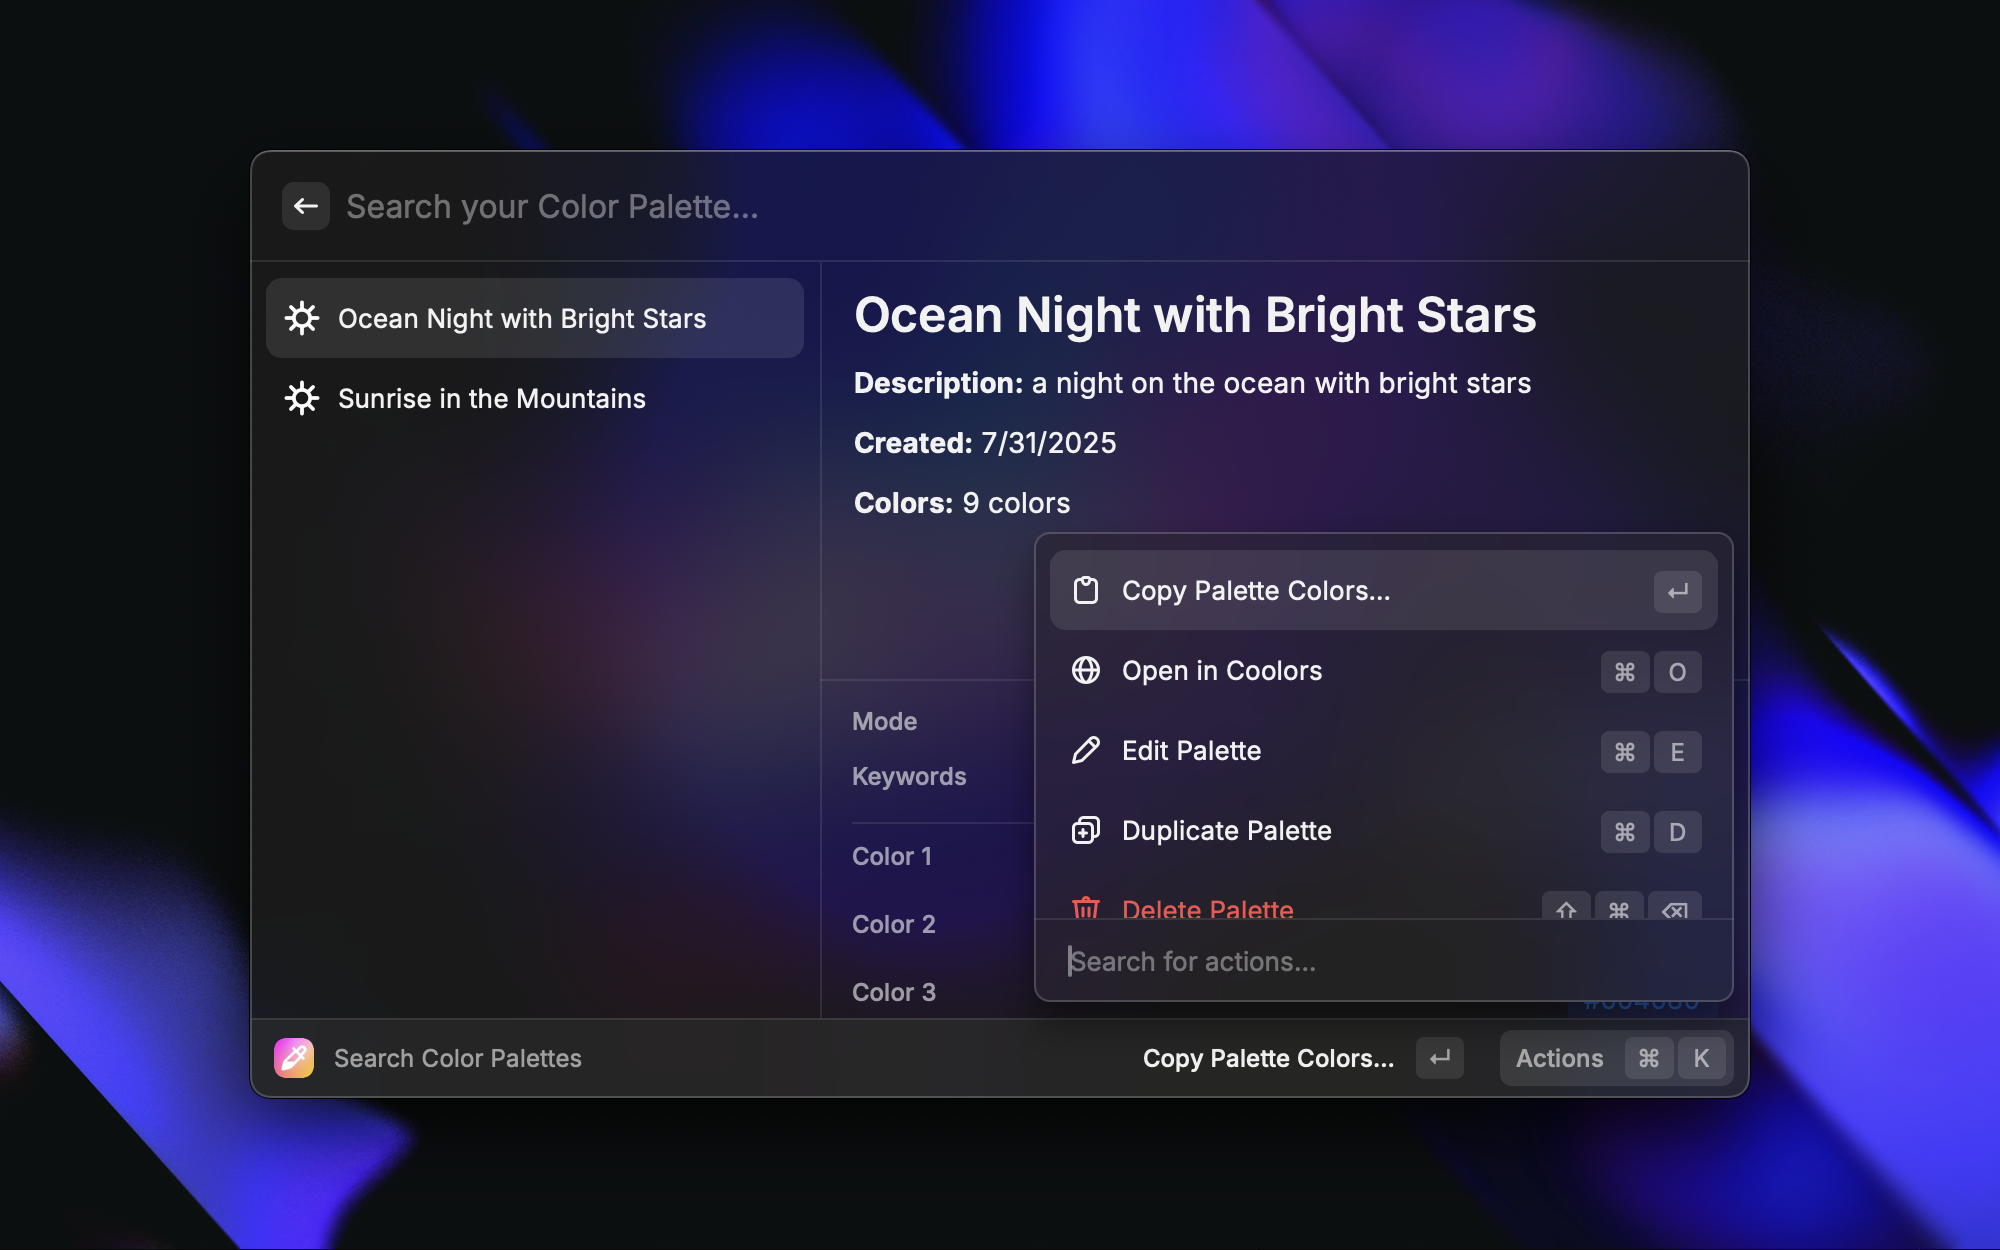 Search your Color Palette...
Ocean Night with Bright Stars
Sunrise in the Mountains
Ocean Night with Bright Stars
Description: a night on the ocean with bright stars
Created: 7/31/2025
Colors: 9 colors
Mode
Keywords
Color 1
Color 2
Color 3
Copy Palette Colors...
Open in Coolors
⌘ O
Edit Palette
⌘ E
Duplicate Palette
⌘ D
Delete Palette
⌘
Search for actions...
Search Color Palettes
Copy Palette Colors...
Actions ⌘ K